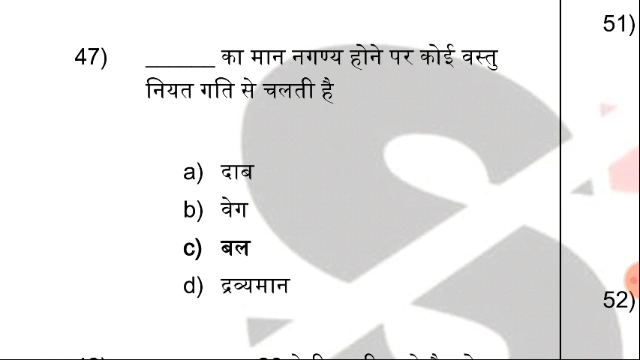 51)
47) ______ का मान नगण्य होने पर कोई वस्तु
नियत गति से चलती है
a) दाब
b) वेग
c) बल
d) द्रव्यमान
52)